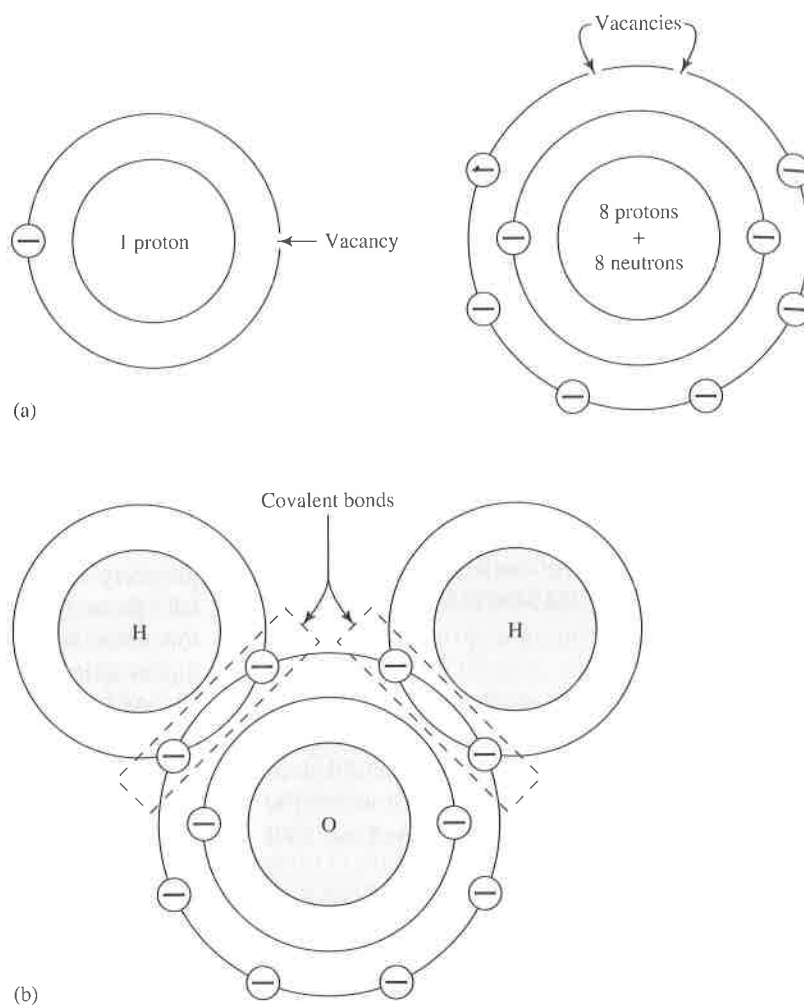 Vacancies
1 proton
Vacancy
8 protons
+
8 neutrons
(a)
Covalent bonds
H
H
O
(b)